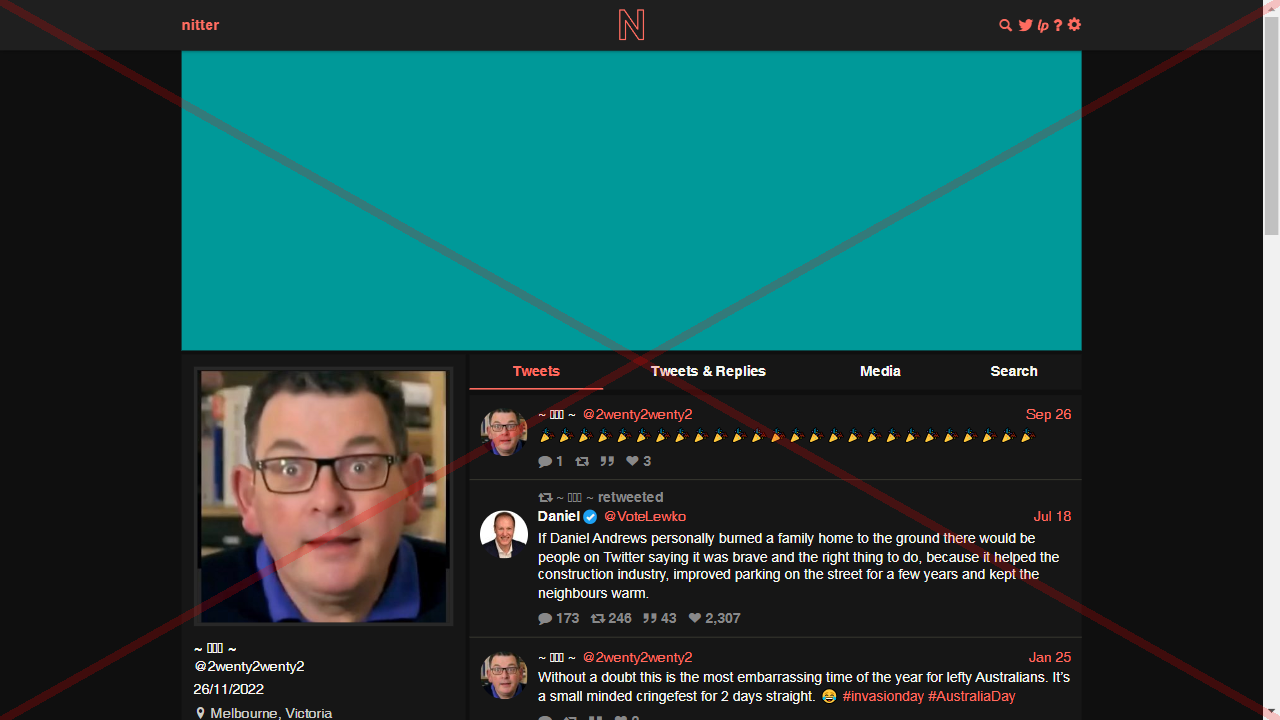 nitter
N
lp ?
Tweets
Tweets & Replies
Media
Search
~ ~ @2wenty2wenty2
Sep 26
1 3
~ ~ retweeted
Daniel @VoteLewko
Jul 18
If Daniel Andrews personally burned a family home to the ground there would be
people on Twitter saying it was brave and the right thing to do, because it helped the
construction industry, improved parking on the street for a few years and kept the
neighbours warm.
173 246 43 2,307
~ ~ @2wenty2wenty2
Jan 25
Without a doubt this is the most embarrassing time of the year for lefty Australians. It's
a small minded cringefest for 2 days straight. 😂 #invasionday #AustraliaDay
~ ~
@2wenty2wenty2
26/11/2022
Melbourne, Victoria